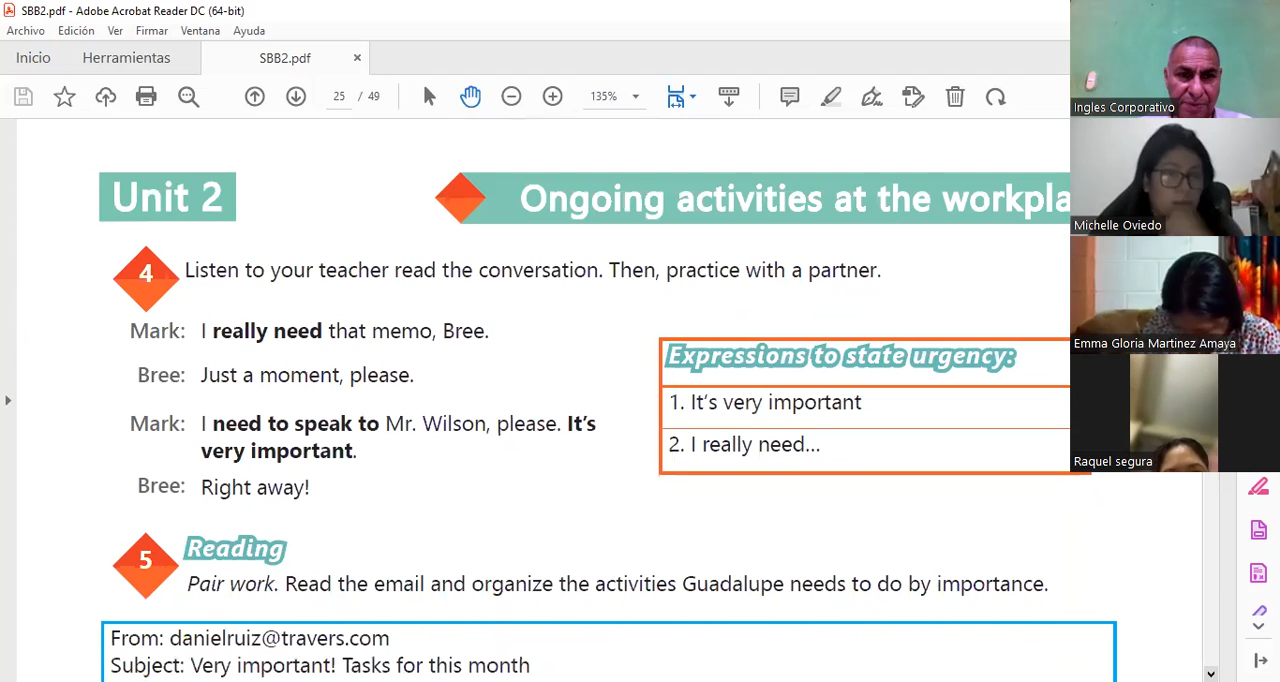 SBB2.pdf - Adobe Acrobat Reader DC (64-bit)
Archivo Edición Ver Firmar Ventana Ayuda
Inicio Herramientas SBB2.pdf ×
25 / 49 135%
Unit 2
Ongoing activities at the workpla
4 Listen to your teacher read the conversation. Then, practice with a partner.
Mark: I really need that memo, Bree.
Bree: Just a moment, please.
Mark: I need to speak to Mr. Wilson, please. It's
very important.
Bree: Right away!
Expressions to state urgency:
1. It's very important
2. I really need...
5 Reading
Pair work. Read the email and organize the activities Guadalupe needs to do by importance.
From: danielruiz@travers.com
Subject: Very important! Tasks for this month
Ingles Corporativo
Michelle Oviedo
Emma Gloria Martinez Amaya
Raquel segura